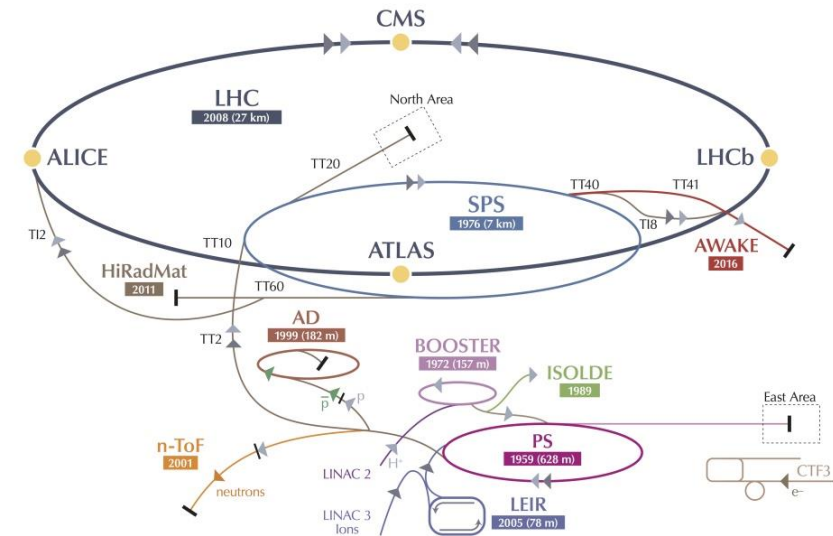 CMS
LHC
2008 (27 km)
North Area
ALICE
LHCb
TT20
TT40
TT41
SPS
1976 (7 km)
TI2
TT10
TI8
ATLAS
AWAKE
2016
HiRadMat
2011
TT60
AD
1999 (182 m)
TT2
BOOSTER
1972 (157 m)
ISOLDE
1989
p̅
p
East Area
n-ToF
2001
PS
1959 (628 m)
H⁺
LINAC 2
neutrons
CTF3
e–
LINAC 3
Ions
LEIR
2005 (78 m)